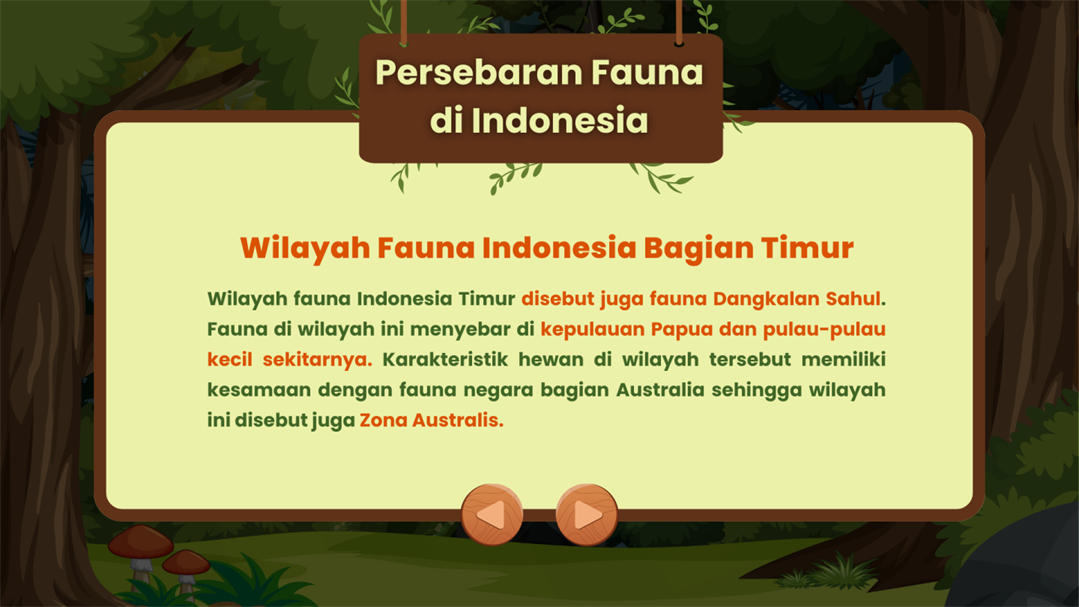 Persebaran Fauna
di Indonesia
Wilayah Fauna Indonesia Bagian Timur
Wilayah fauna Indonesia Timur disebut juga fauna Dangkalan Sahul.
Fauna di wilayah ini menyebar di kepulauan Papua dan pulau-pulau
kecil sekitarnya. Karakteristik hewan di wilayah tersebut memiliki
kesamaan dengan fauna negara bagian Australia sehingga wilayah
ini disebut juga Zona Australis.